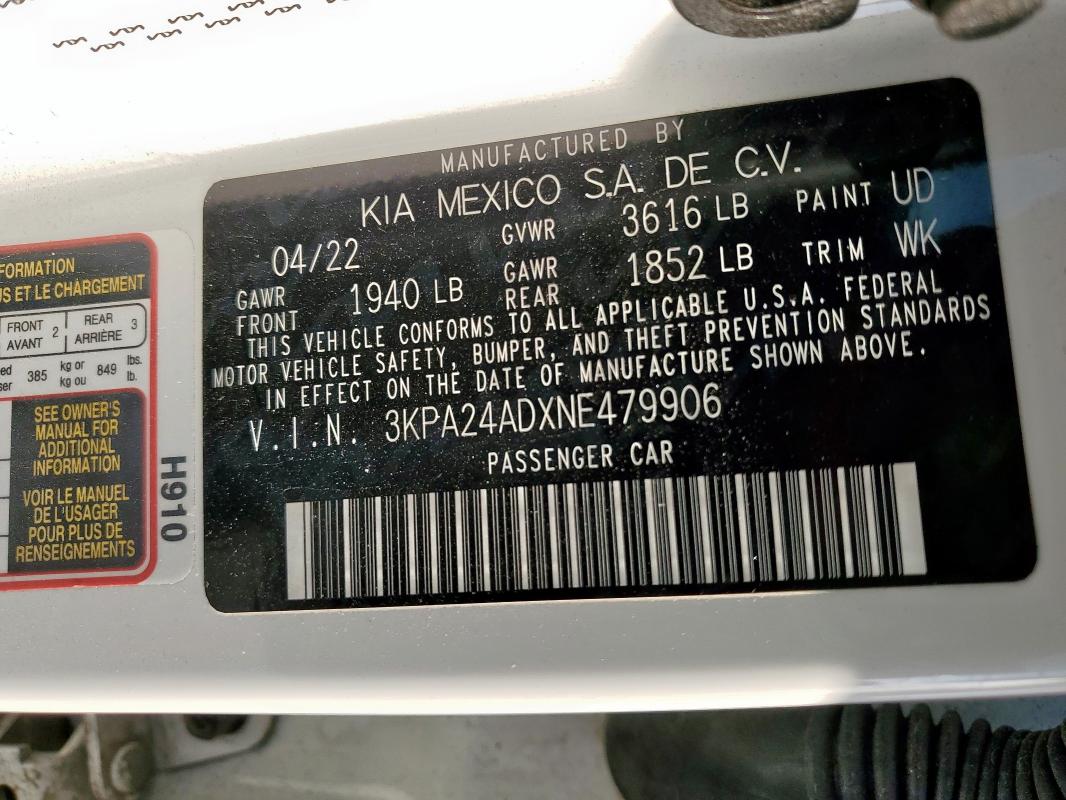 MANUFACTURED BY
KIA MEXICO S.A. DE C.V.
04/22 GVWR 3616 LB PAINT UD
GAWR FRONT 1940 LB GAWR REAR 1852 LB TRIM WK
THIS VEHICLE CONFORMS TO ALL APPLICABLE U.S.A. FEDERAL
MOTOR VEHICLE SAFETY, BUMPER, AND THEFT PREVENTION STANDARDS
IN EFFECT ON THE DATE OF MANUFACTURE SHOWN ABOVE.
V.I.N. 3KPA24ADXNE479906
PASSENGER CAR
FRONT AVANT 2 REAR ARRIÈRE 3
385 kg or kg ou 849 lbs. lb.
SEE OWNER'S
MANUAL FOR
ADDITIONAL
INFORMATION
VOIR LE MANUEL
DE L'USAGER
POUR PLUS DE
RENSEIGNEMENTS
H910
ET LE CHARGEMENT